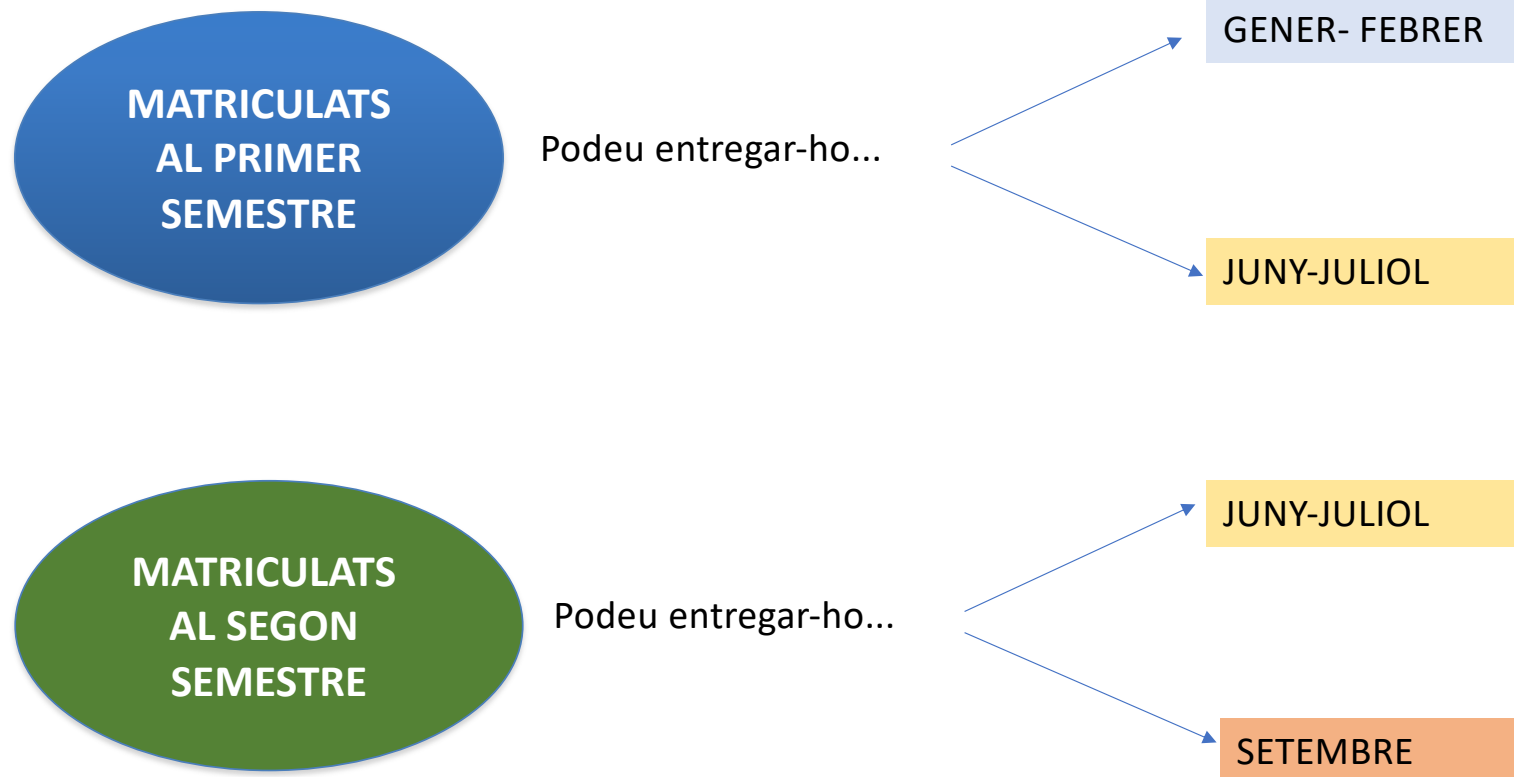 GENER- FEBRER
MATRICULATS
AL PRIMER
SEMESTRE
Podeu entregar-ho...
JUNY-JULIOL
MATRICULATS
AL SEGON
SEMESTRE
Podeu entregar-ho...
JUNY-JULIOL
SETEMBRE